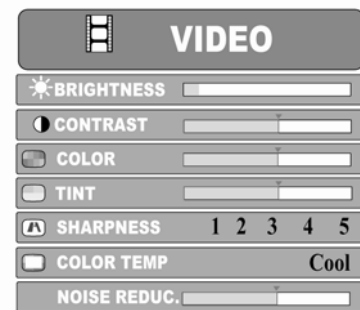 VIDEO
BRIGHTNESS
CONTRAST
COLOR
TINT
SHARPNESS 1 2 3 4 5
COLOR TEMP Cool
NOISE REDUC.